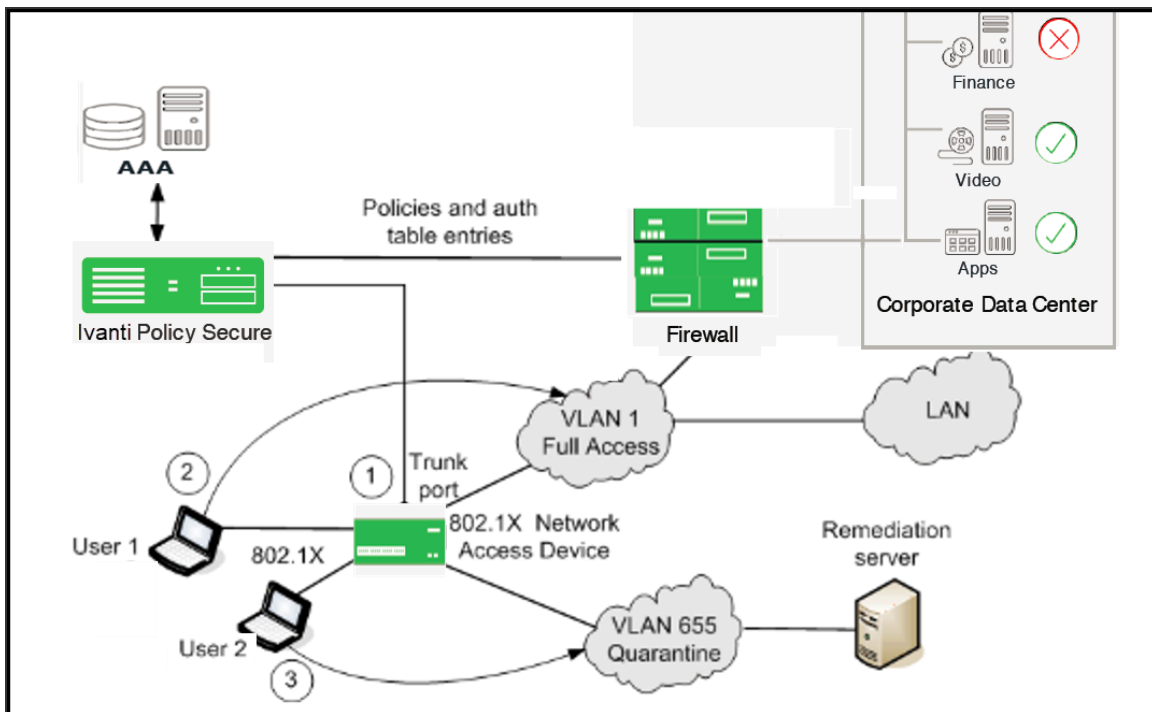 Finance
Video
Apps
Corporate Data Center
AAA
Policies and auth
table entries
Ivanti Policy Secure
Firewall
VLAN 1
Full Access
LAN
2
1
Trunk
port
User 1
802.1X
802.1X Network
Access Device
Remediation
server
User 2
VLAN 655
Quarantine
3